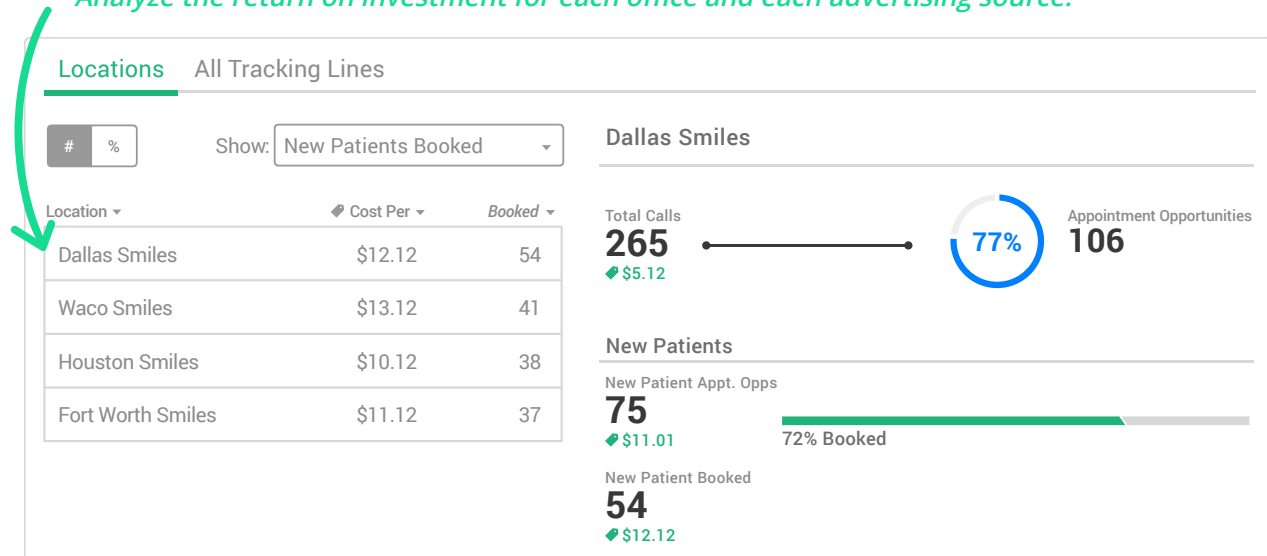 Analyze the return on investment for each office and each advertising source.
Locations All Tracking Lines
# % Show: New Patients Booked
Dallas Smiles
Location Cost Per Booked
Dallas Smiles $12.12 54
Waco Smiles $13.12 41
Houston Smiles $10.12 38
Fort Worth Smiles $11.12 37
Total Calls
265
$5.12
77%
Appointment Opportunities
106
New Patients
New Patient Appt. Opps
75
$11.01
72% Booked
New Patient Booked
54
$12.12